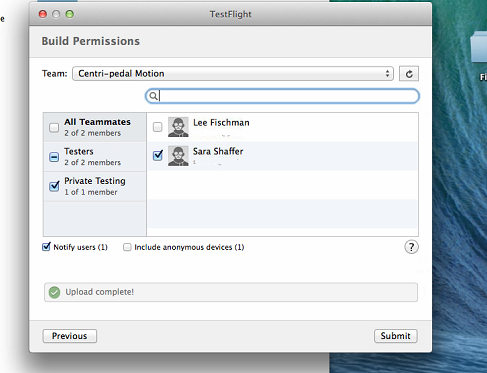 e
TestFlight
Build Permissions
Team: Centri-pedal Motion
All Teammates
2 of 2 members
Testers
2 of 2 members
Private Testing
1 of 1 member
Lee Fischman
Sara Shaffer
Notify users (1) Include anonymous devices (1) ?
Upload complete!
Previous Submit
Fi